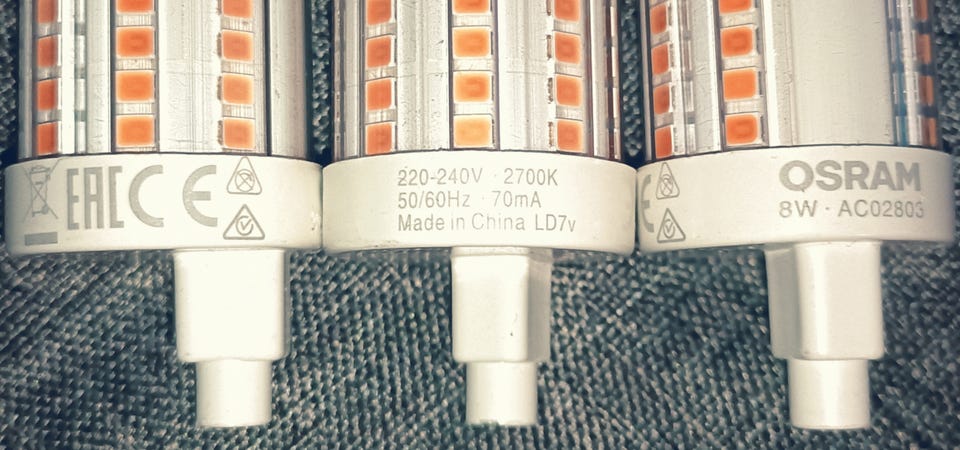 EAC CE
220-240V · 2700K
50/60Hz · 70mA
Made in China LD7v
OSRAM
8W · AC02803